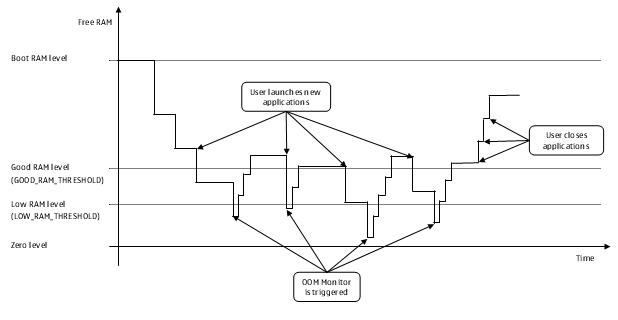 Free RAM
Boot RAM level
User launches new
applications
User closes
applications
Good RAM level
(GOOD_RAM_THRESHOLD)
Low RAM level
(LOW_RAM_THRESHOLD)
Zero level
Time
OOM Monitor
is triggered